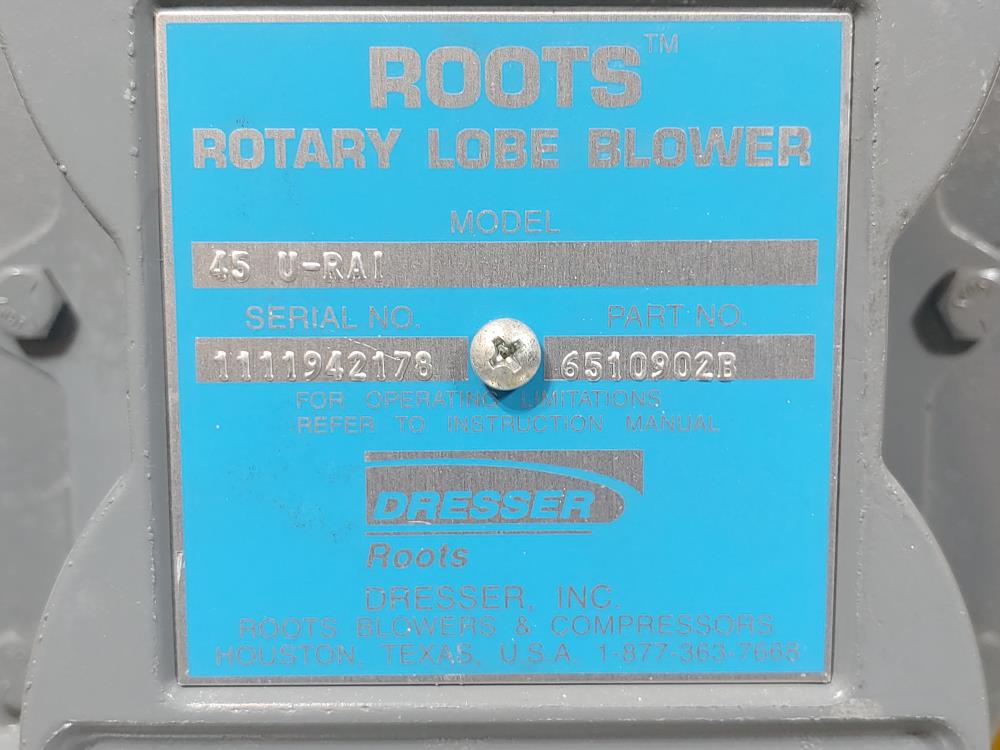 ROOTS™
ROTARY LOBE BLOWER
MODEL
45 U-RAI
SERIAL NO. PART NO.
1111942178 6510902B
FOR OPERATING LIMITATIONS
REFER TO INSTRUCTION MANUAL
DRESSER
Roots
DRESSER, INC.
ROOTS BLOWERS & COMPRESSORS
HOUSTON, TEXAS, U.S.A. 1-877-363-7668